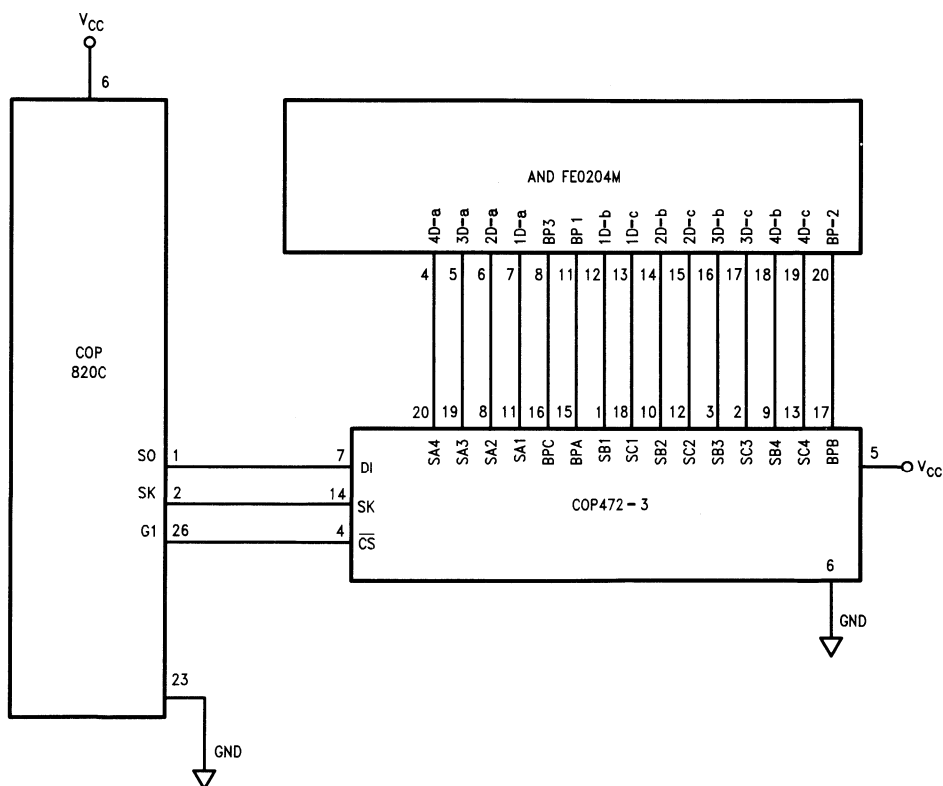 VCC
6
AND FE0204M
4D-a 3D-a 2D-a 1D-a BP3 BP1 1D-b 1D-c 2D-b 2D-c 3D-b 3D-c 4D-b 4D-c BP-2
4 5 6 7 8 11 12 13 14 15 16 17 18 19 20
COP
820C
20 19 8 11 16 15 1 18 10 12 3 2 9 13 17
SA4 SA3 SA2 SA1 BPC BPA SB1 SC1 SB2 SC2 SB3 SC3 SB4 SC4 BPB
5 VCC
SO 1 7 DI
SK 2 14 SK
COP472-3
G1 26 4 CS
6
GND
23
GND